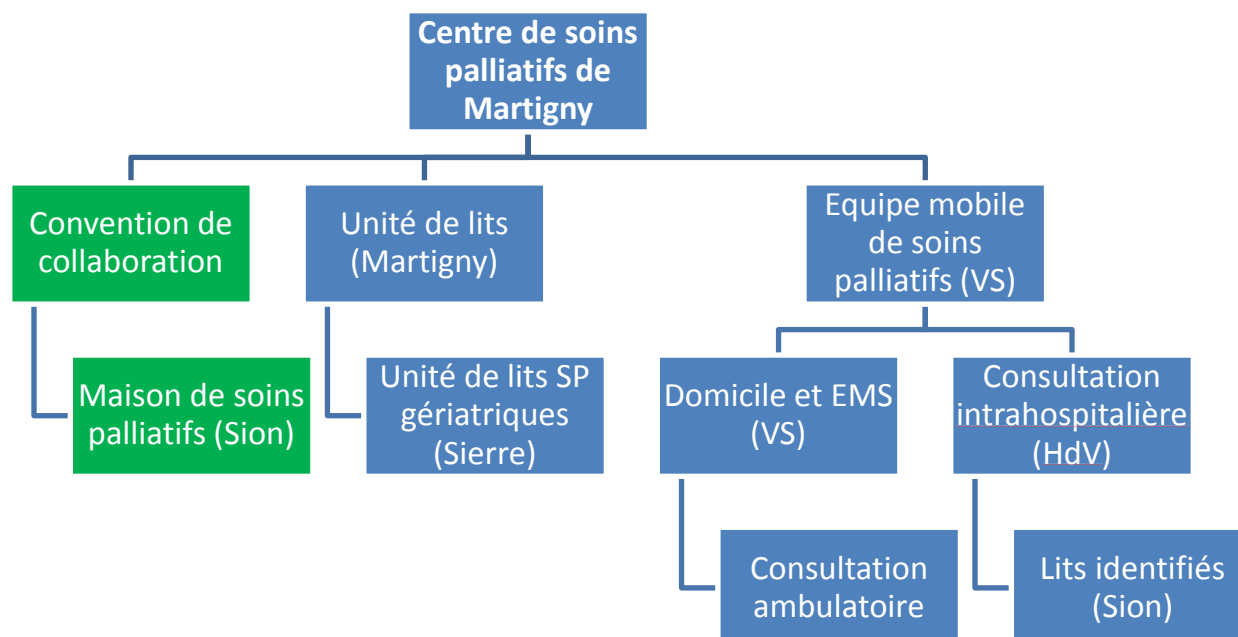 Centre de soins
palliatifs de
Martigny
Convention de
collaboration
Unité de lits
(Martigny)
Equipe mobile
de soins
palliatifs (VS)
Maison de soins
palliatifs (Sion)
Unité de lits SP
gériatriques
(Sierre)
Domicile et EMS
(VS)
Consultation
intrahospitalière
(HdV)
Consultation
ambulatoire
Lits identifiés
(Sion)